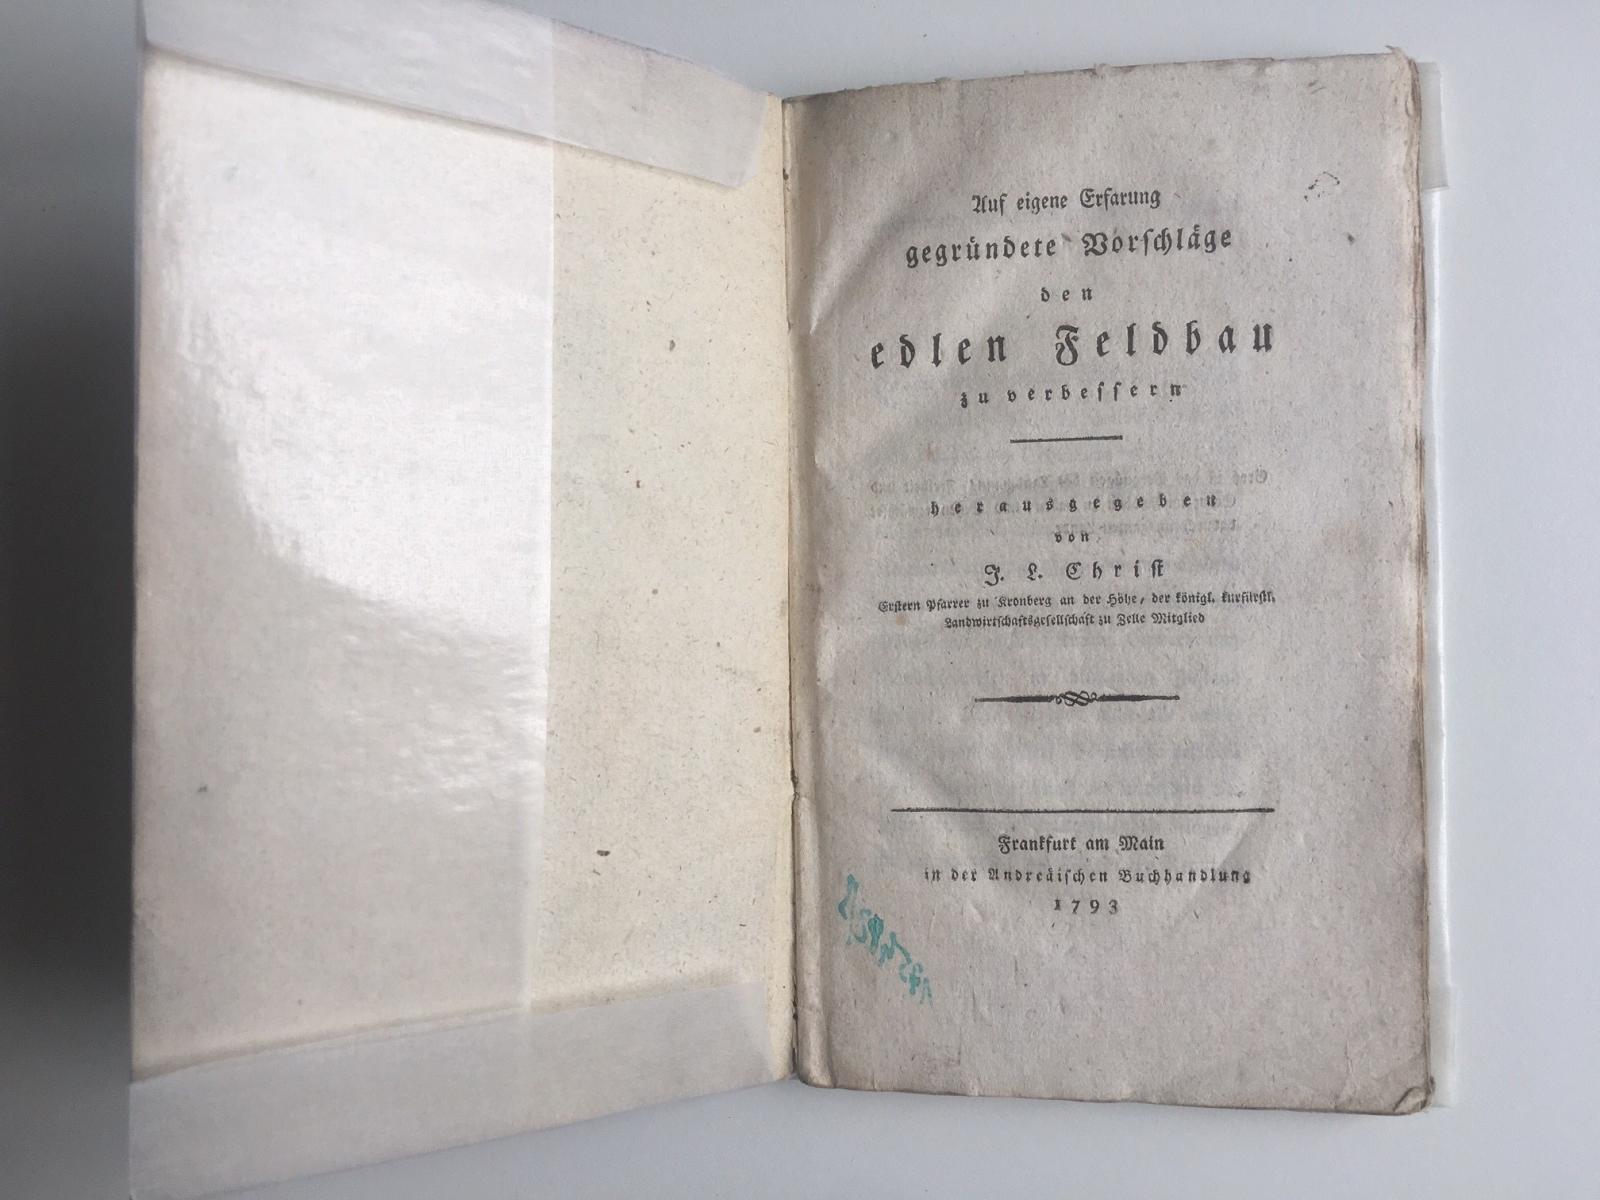 Auf eigene Erfarung
gegründete Vorſchläge
den
edlen Feldbau
zu verbeſſern
herausgegeben
von
J. L. Chriſt
Erſtern Pfarrer zu Kronberg an der Höhe, der königl. kurfürſtl.
Landwirtſchaftsgeſellſchaft zu Zelle Mitglied
Frankfurt am Main
in der Andreäiſchen Buchhandlung
1793